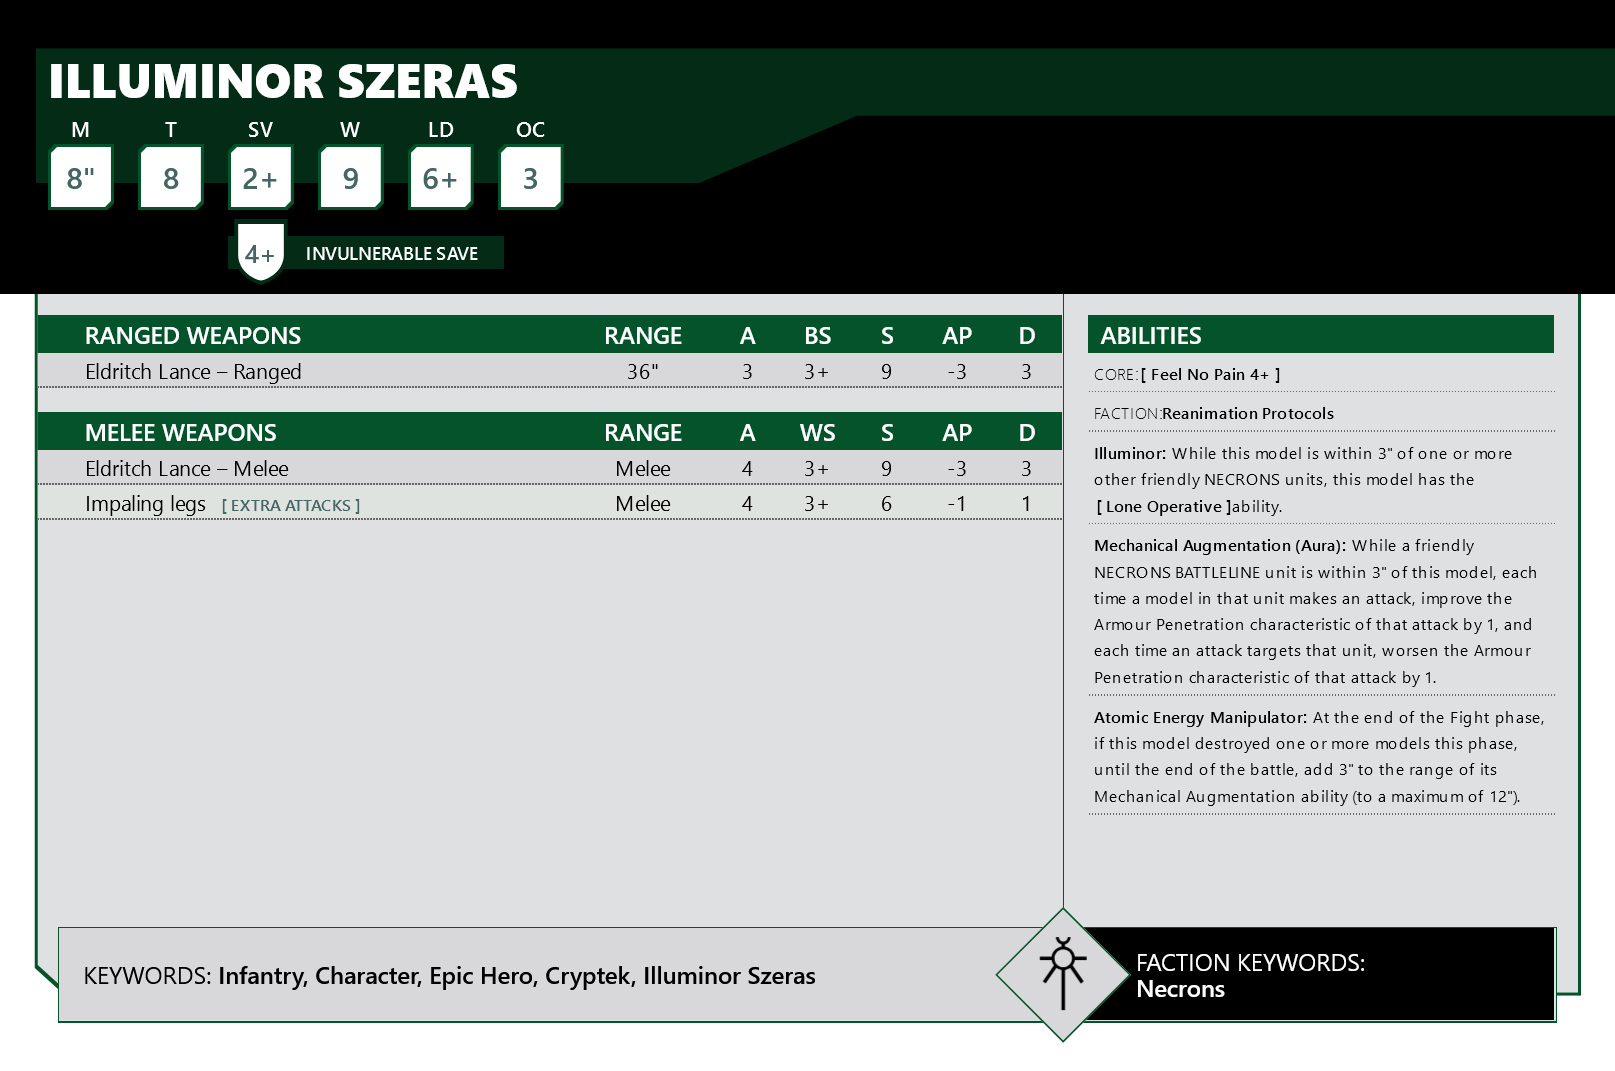 ILLUMINOR SZERAS
M T SV W LD OC
8" 8 2+ 9 6+ 3
4+ INVULNERABLE SAVE
RANGED WEAPONS RANGE A BS S AP D
Eldritch Lance – Ranged 36" 3 3+ 9 -3 3
MELEE WEAPONS RANGE A WS S AP D
Eldritch Lance – Melee Melee 4 3+ 9 -3 3
Impaling legs [ EXTRA ATTACKS ] Melee 4 3+ 6 -1 1
ABILITIES
CORE:[ Feel No Pain 4+ ]
FACTION:Reanimation Protocols
Illuminor: While this model is within 3" of one or more
other friendly NECRONS units, this model has the
[ Lone Operative ]ability.
Mechanical Augmentation (Aura): While a friendly
NECRONS BATTLELINE unit is within 3" of this model, each
time a model in that unit makes an attack, improve the
Armour Penetration characteristic of that attack by 1, and
each time an attack targets that unit, worsen the Armour
Penetration characteristic of that attack by 1.
Atomic Energy Manipulator: At the end of the Fight phase,
if this model destroyed one or more models this phase,
until the end of the battle, add 3" to the range of its
Mechanical Augmentation ability (to a maximum of 12").
KEYWORDS: Infantry, Character, Epic Hero, Cryptek, Illuminor Szeras
FACTION KEYWORDS:
Necrons